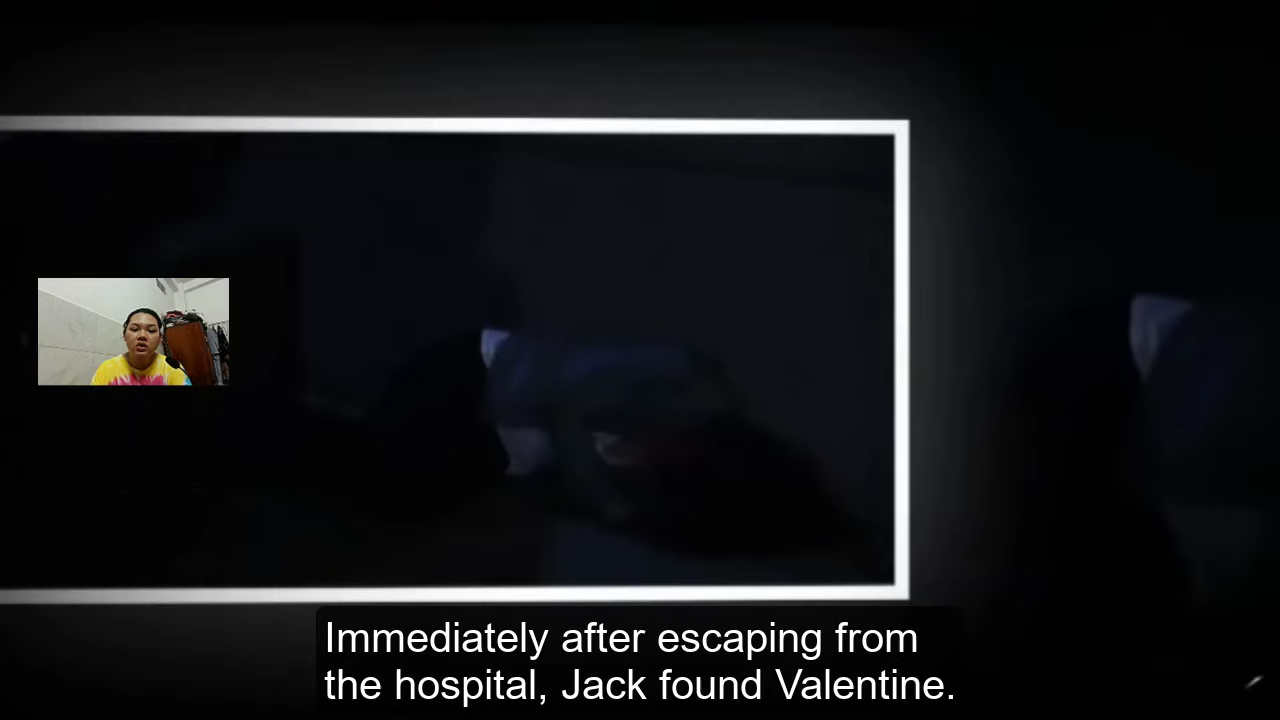 Immediately after escaping from
the hospital, Jack found Valentine.